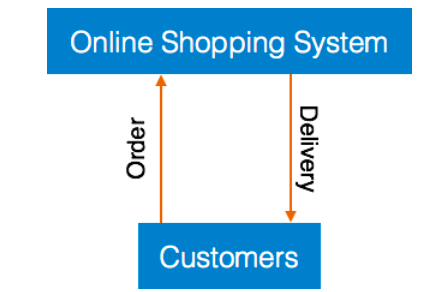 Online Shopping System
Order
Delivery
Customers